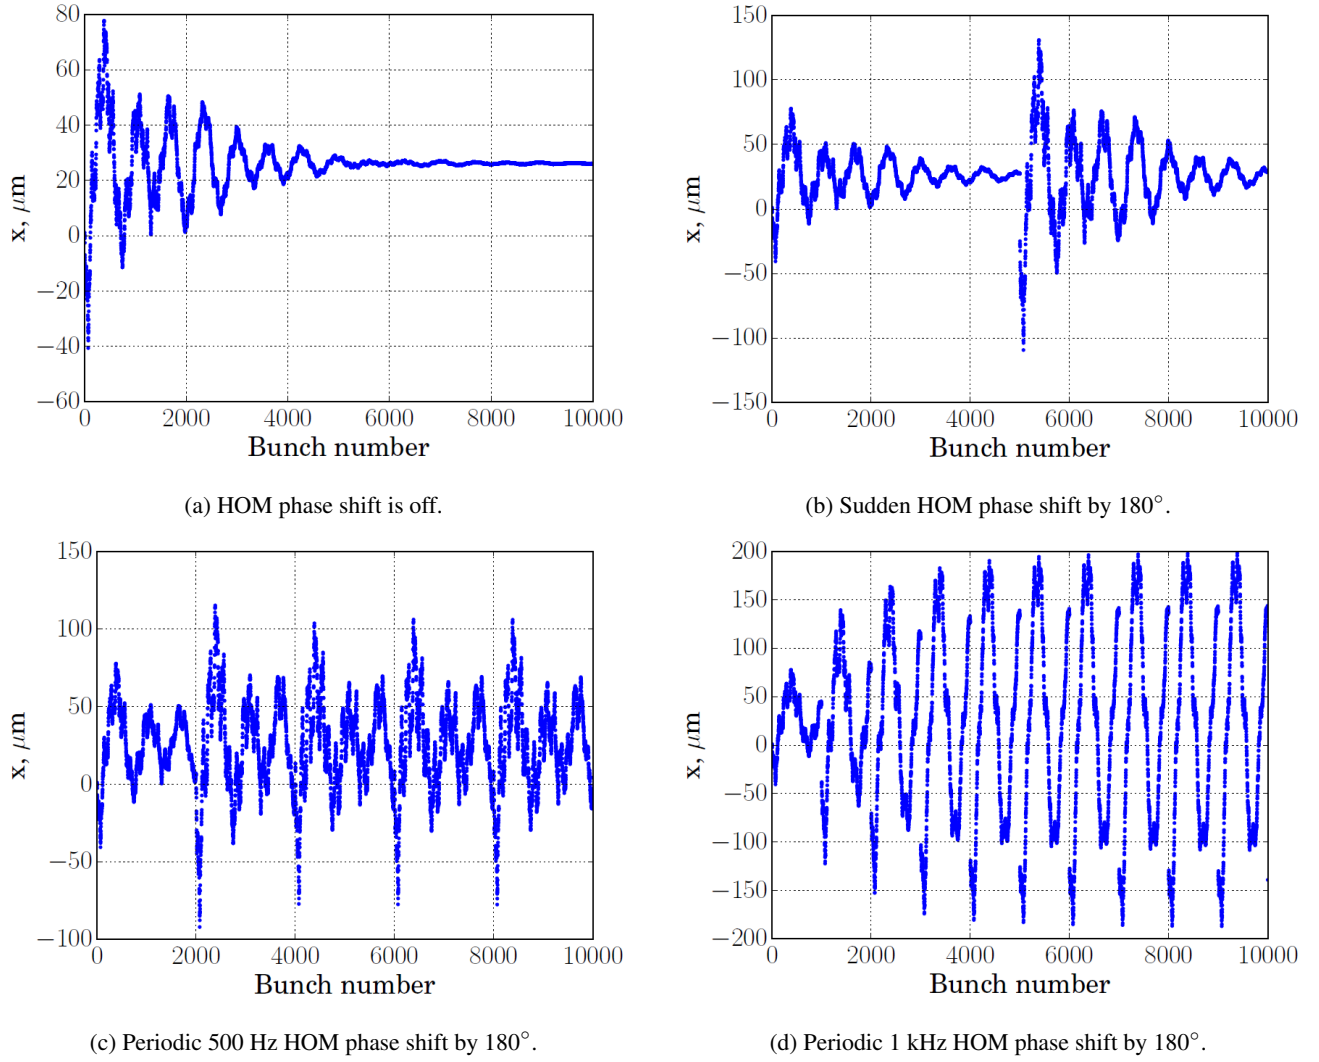 80
60
40
20
0
−20
−40
−60
x, μm
0 2000 4000 6000 8000 10000
Bunch number
(a) HOM phase shift is off.
150
100
50
0
−50
−100
−150
x, μm
0 2000 4000 6000 8000 10000
Bunch number
(b) Sudden HOM phase shift by 180°.
150
100
50
0
−50
−100
x, μm
0 2000 4000 6000 8000 10000
Bunch number
(c) Periodic 500 Hz HOM phase shift by 180°.
200
150
100
50
0
−50
−100
−150
−200
x, μm
0 2000 4000 6000 8000 10000
Bunch number
(d) Periodic 1 kHz HOM phase shift by 180°.